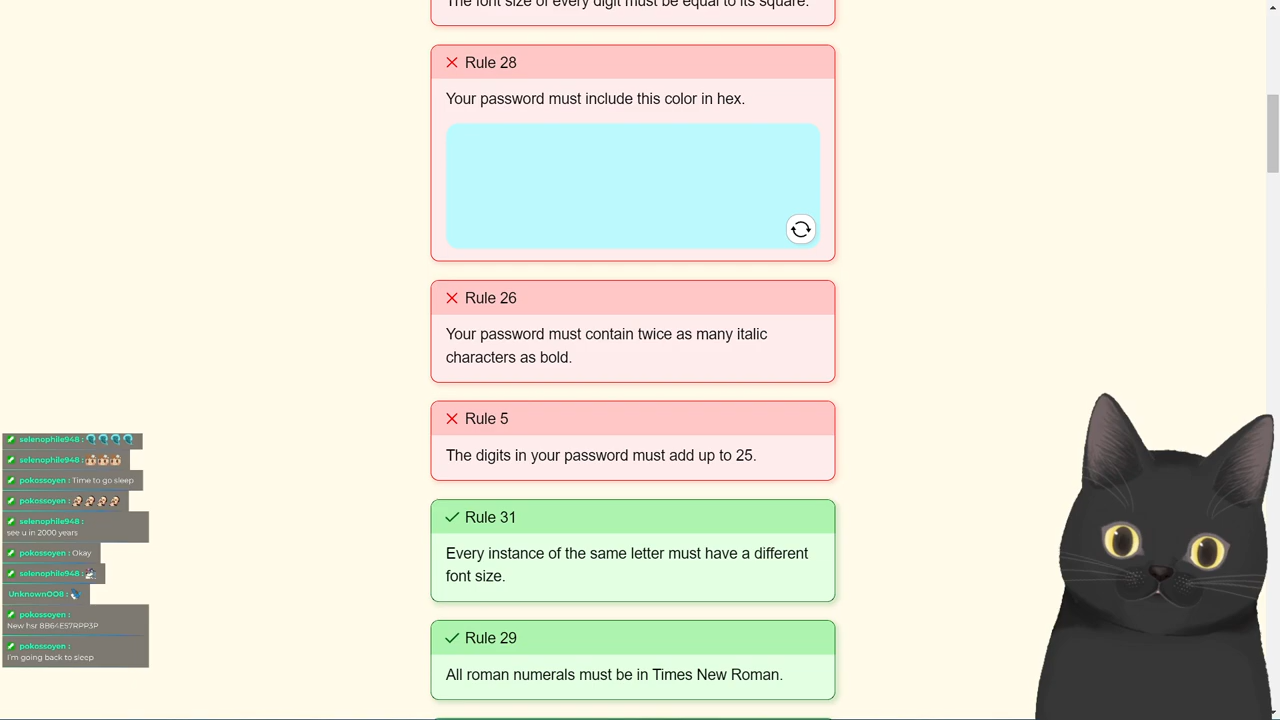 The font size of every digit must be equal to its square.
Rule 28
Your password must include this color in hex.
Rule 26
Your password must contain twice as many italic
characters as bold.
Rule 5
The digits in your password must add up to 25.
Rule 31
Every instance of the same letter must have a different
font size.
Rule 29
All roman numerals must be in Times New Roman.
selenophile948 :
selenophile948 :
pokossoyen : Time to go sleep
pokossoyen :
selenophile948 :
see u in 2000 years
pokossoyen : Okay
selenophile948 :
Unknown008 :
pokossoyen :
New hsr 8B64E57RPP3P
pokossoyen :
I'm going back to sleep